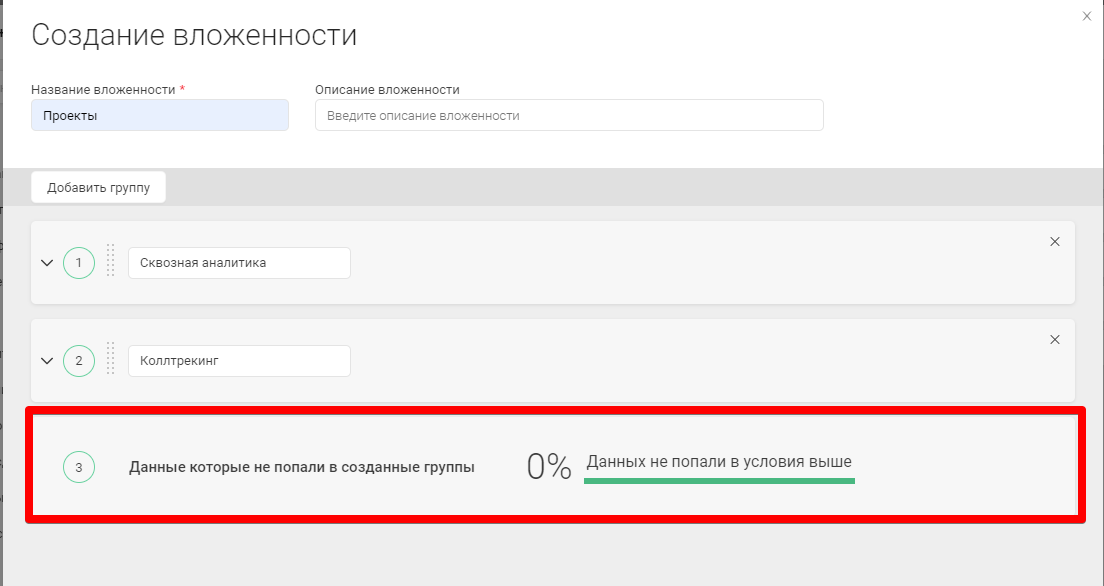 Создание вложенности
Название вложенности * Описание вложенности
Проекты Введите описание вложенности
Добавить группу
1 Сквозная аналитика
2 Коллтрекинг
3 Данные которые не попали в созданные группы 0% Данных не попали в условия выше